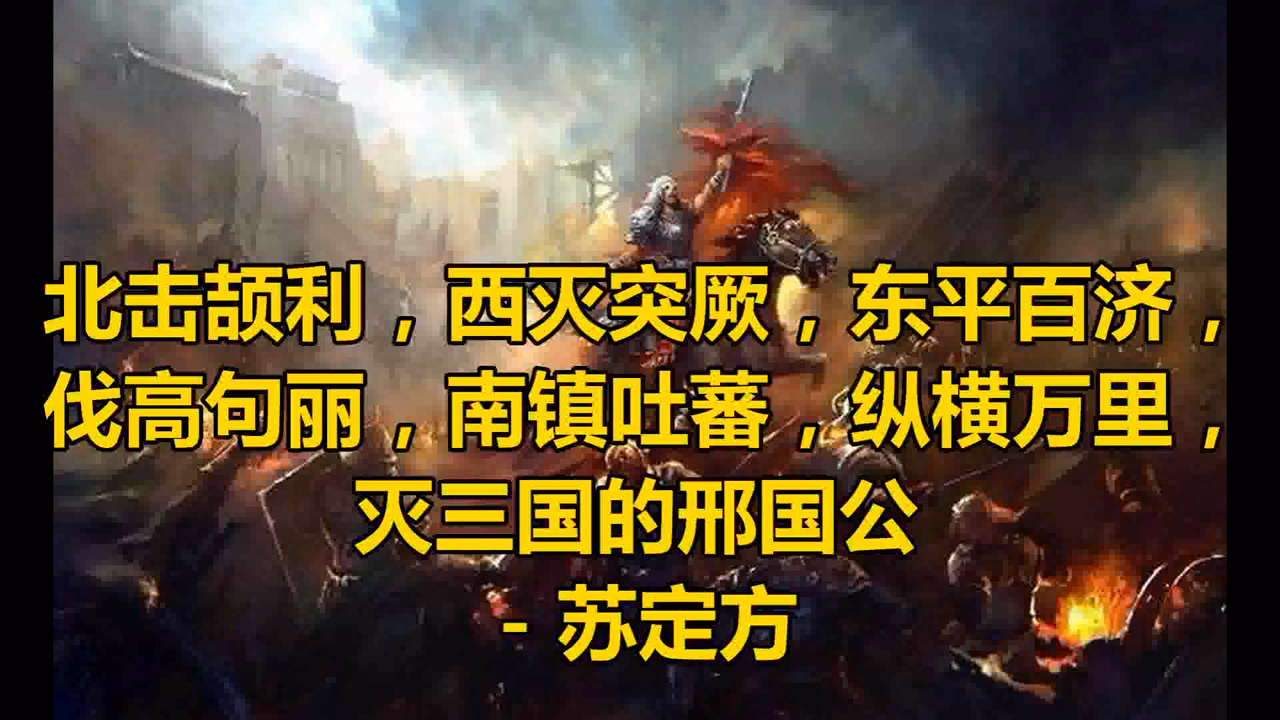 北击颉利，西灭突厥，东平百济，
伐高句丽，南镇吐蕃，纵横万里，
灭三国的邢国公
- 苏定方